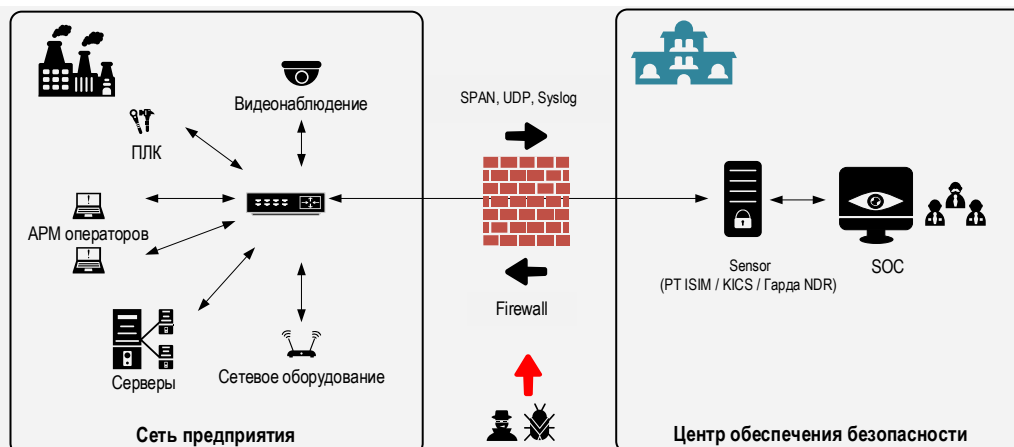 Видеонаблюдение
ПЛК
АРМ операторов
Серверы
Сетевое оборудование
Сеть предприятия
SPAN, UDP, Syslog
Firewall
Sensor
(PT ISIM / KICS / Гарда NDR)
SOC
Центр обеспечения безопасности